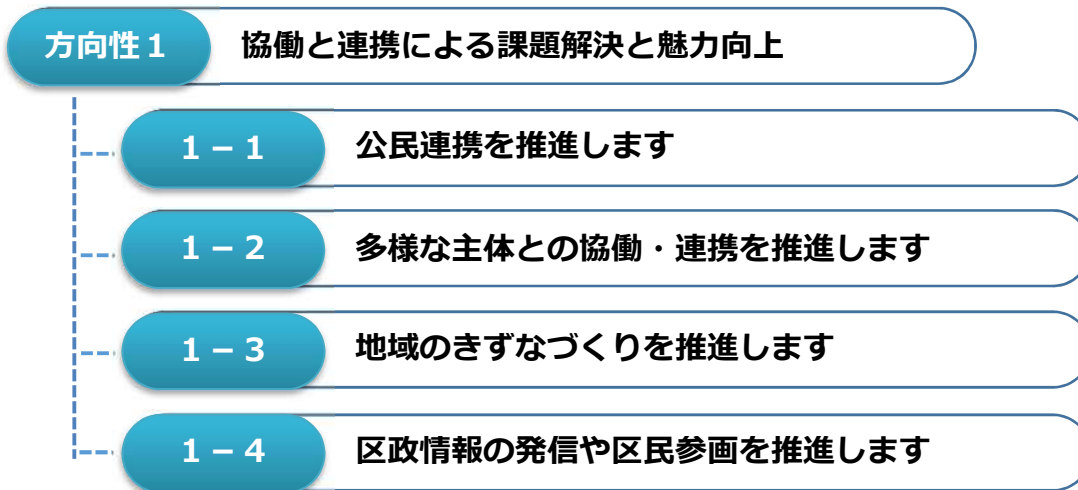 方向性1 協働と連携による課題解決と魅力向上
1－1 公民連携を推進します
1－2 多様な主体との協働・連携を推進します
1－3 地域のきずなづくりを推進します
1－4 区政情報の発信や区民参画を推進します